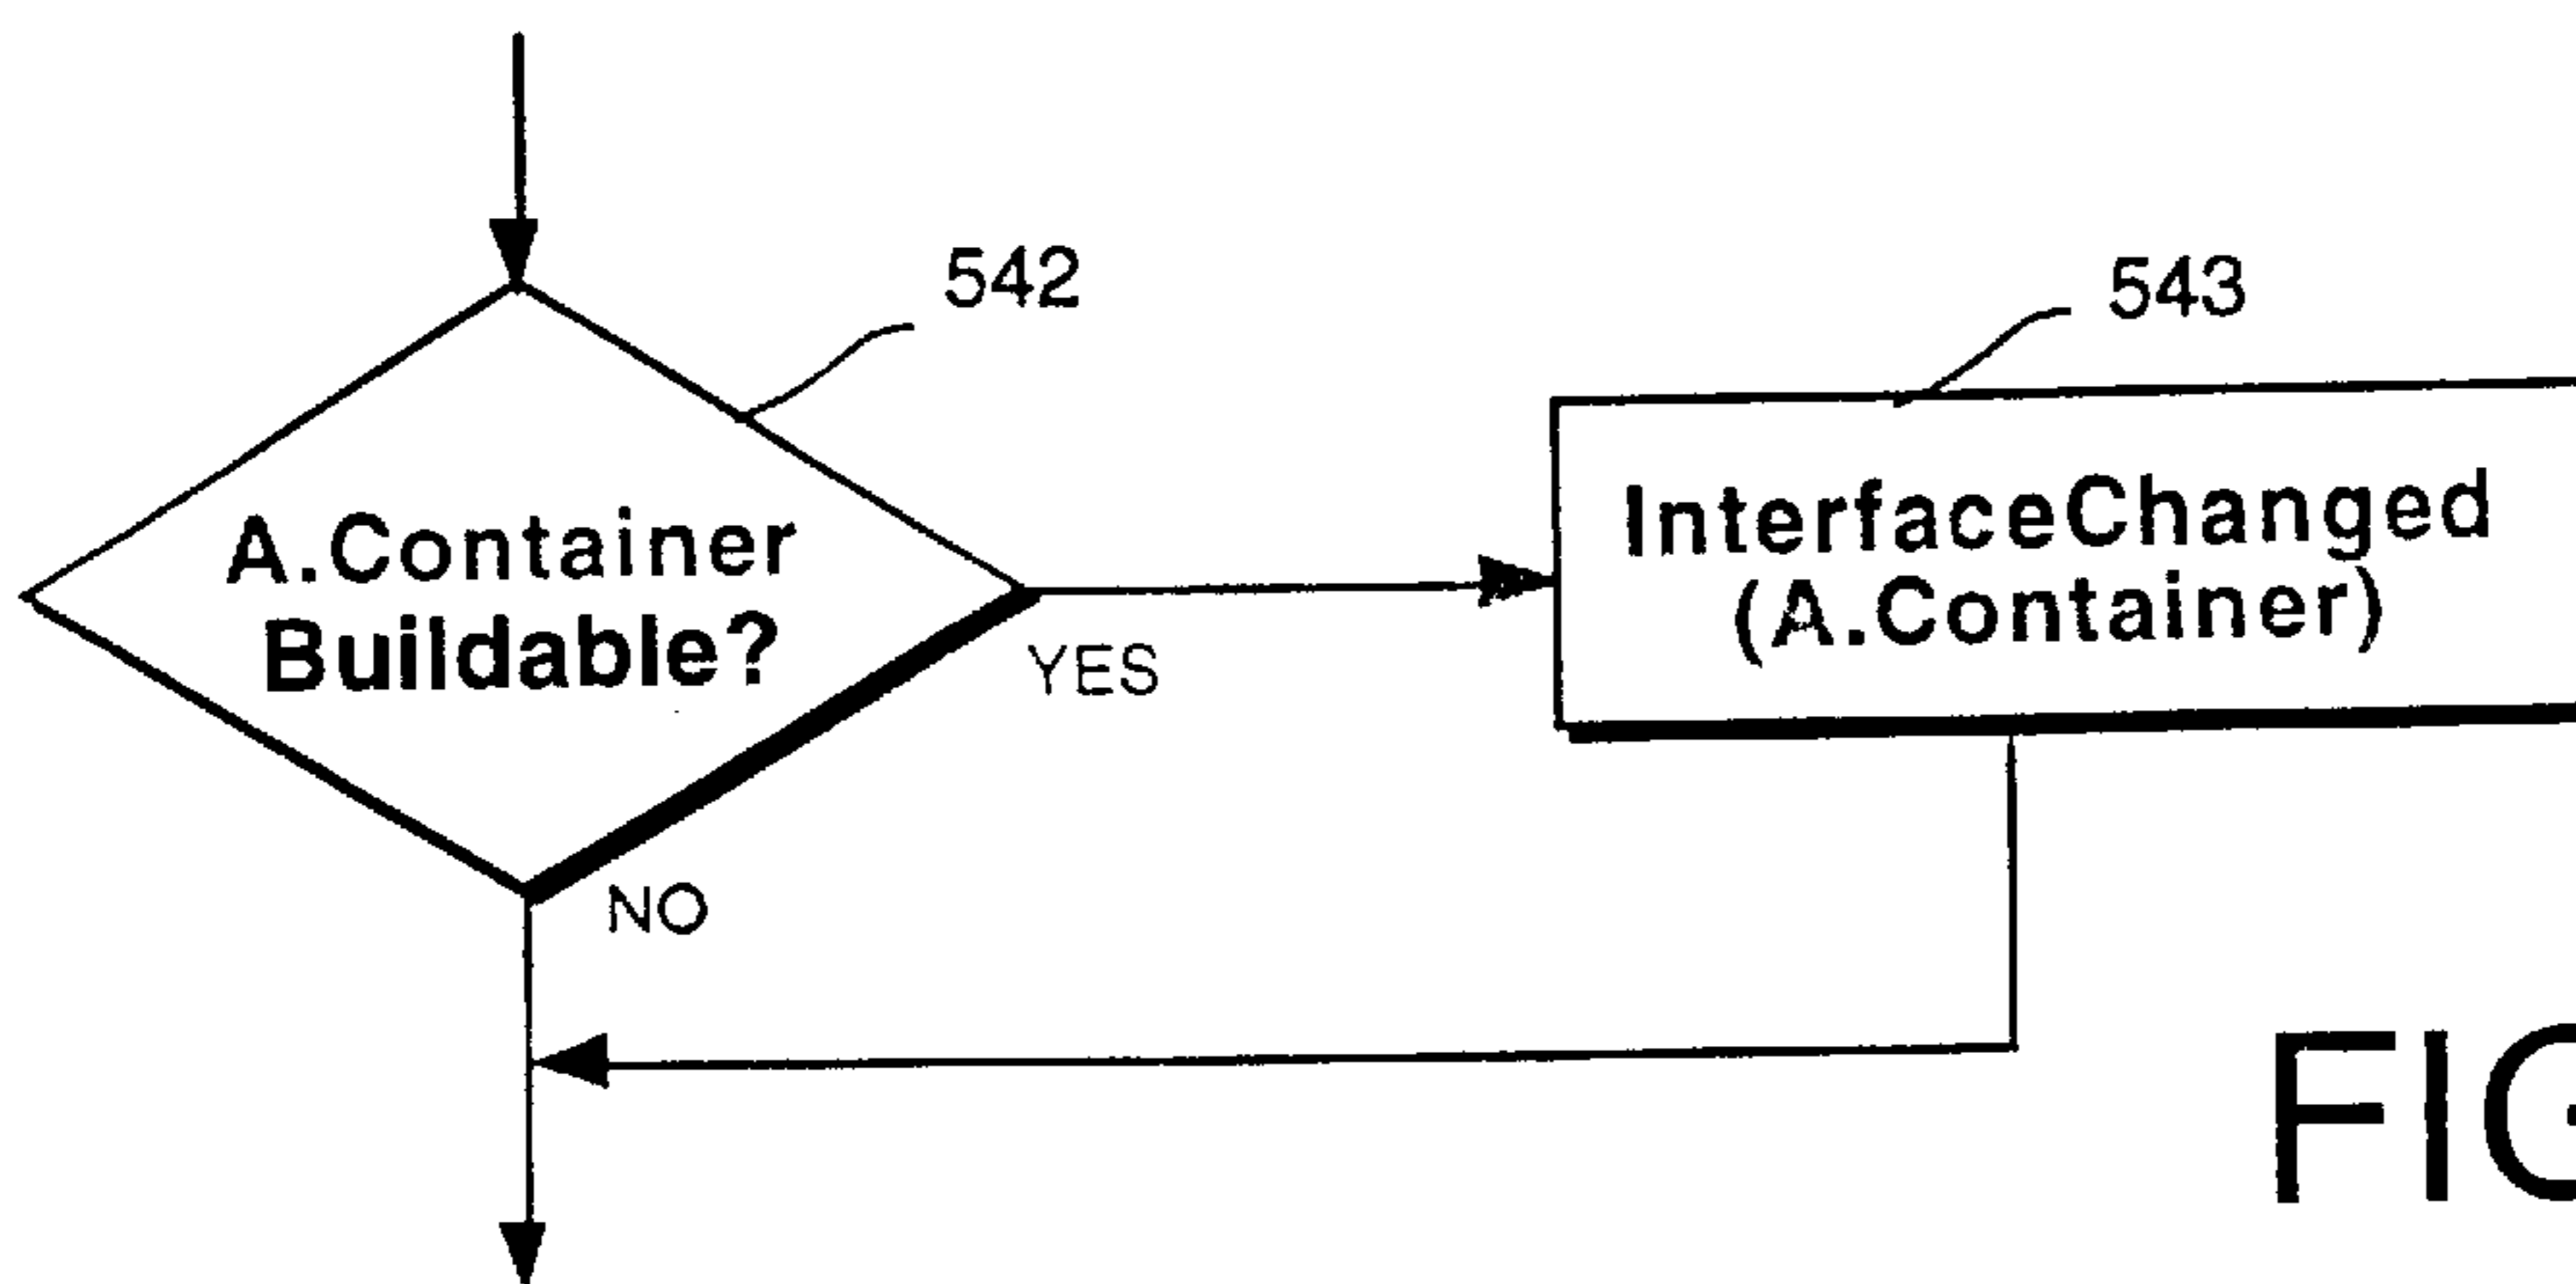 542
543
A.Container
Buildable?
YES
InterfaceChanged
(A.Container)
NO
FIG